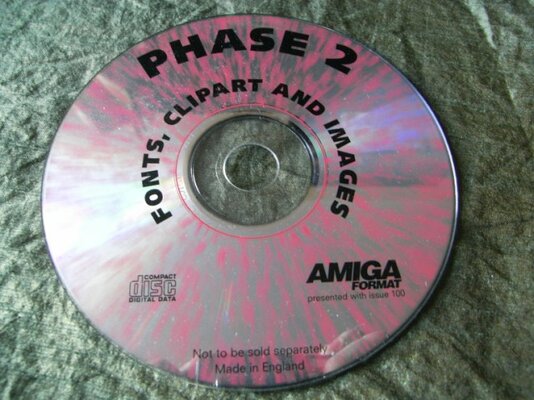 PHASE 2
FONTS, CLIPART AND IMAGES
COMPACT
disc
DIGITAL DATA
AMIGA
FORMAT
presented with issue 100
Not to be sold separately
Made in England